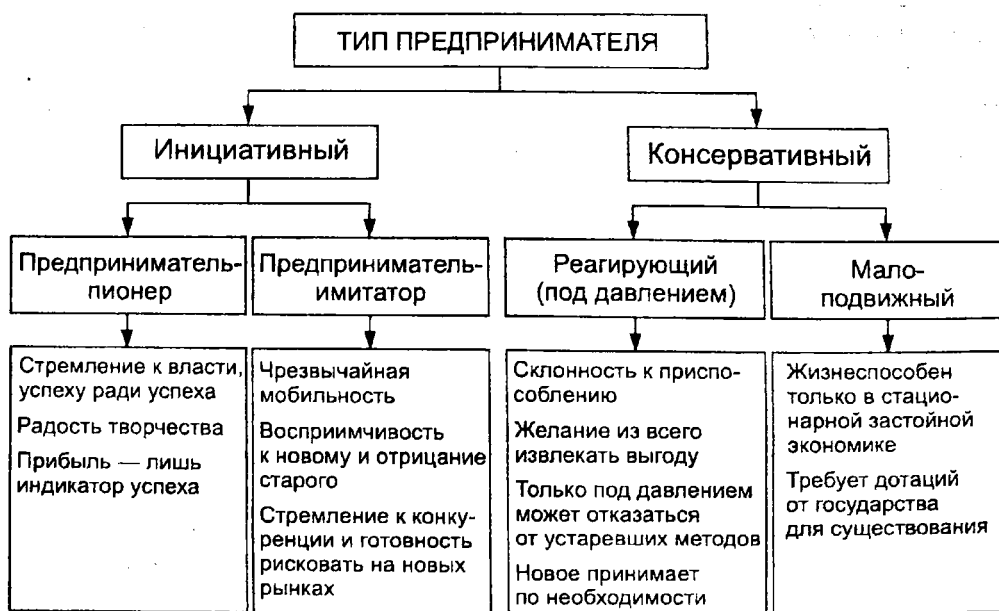 ТИП ПРЕДПРИНИМАТЕЛЯ
Инициативный
Консервативный
Предприниматель-
пионер
Предприниматель-
имитатор
Реагирующий
(под давлением)
Мало-
подвижный
Стремление к власти,
успеху ради успеха
Радость творчества
Прибыль — лишь
индикатор успеха
Чрезвычайная
мобильность
Восприимчивость
к новому и отрицание
старого
Стремление к конку-
ренции и готовность
рисковать на новых
рынках
Склонность к приспо-
соблению
Желание из всего
извлекать выгоду
Только под давлением
может отказаться
от устаревших методов
Новое принимает
по необходимости
Жизнеспособен
только в стацио-
нарной застойной
экономике
Требует дотаций
от государства
для существования